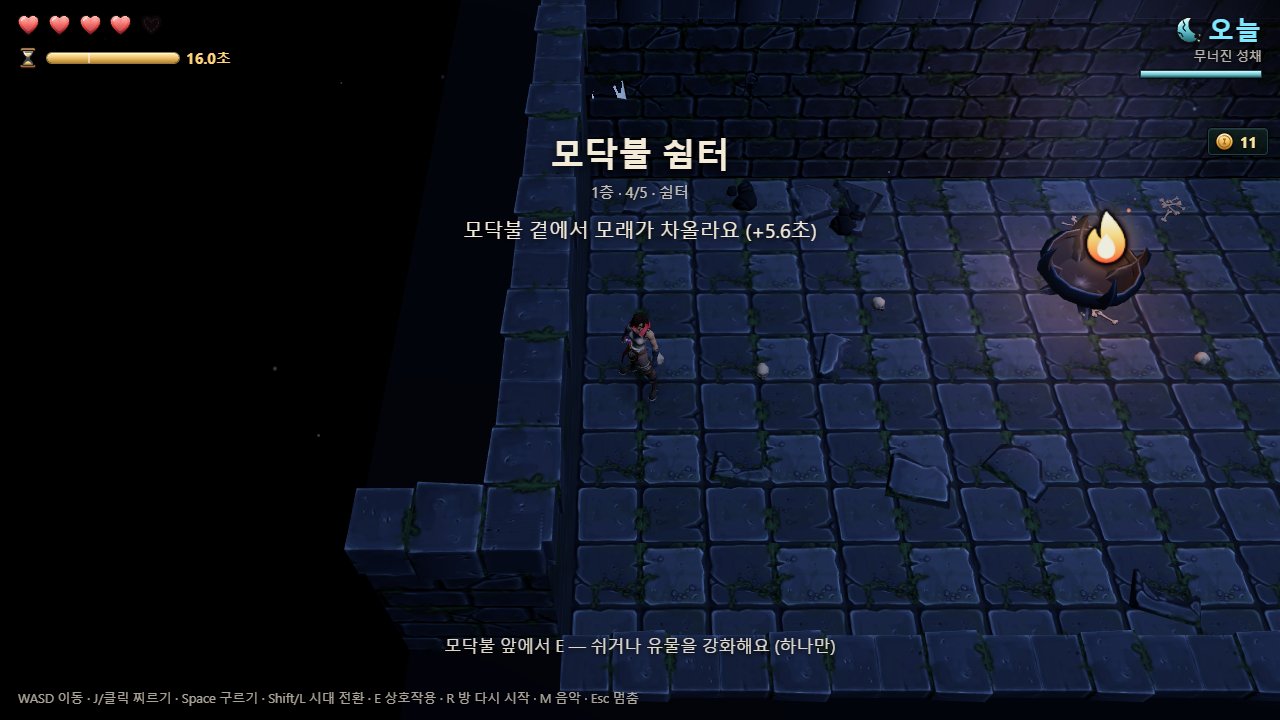 16.0초
오늘
무너진 성채
11
모닥불 쉼터
1층 · 4/5 · 쉼터
모닥불 곁에서 모래가 차올라요 (+5.6초)
모닥불 앞에서 E — 쉬거나 유물을 강화해요 (하나만)
WASD 이동 · J/클릭 찌르기 · Space 구르기 · Shift/L 시대 전환 · E 상호작용 · R 방 다시 시작 · M 음악 · Esc 멈춤